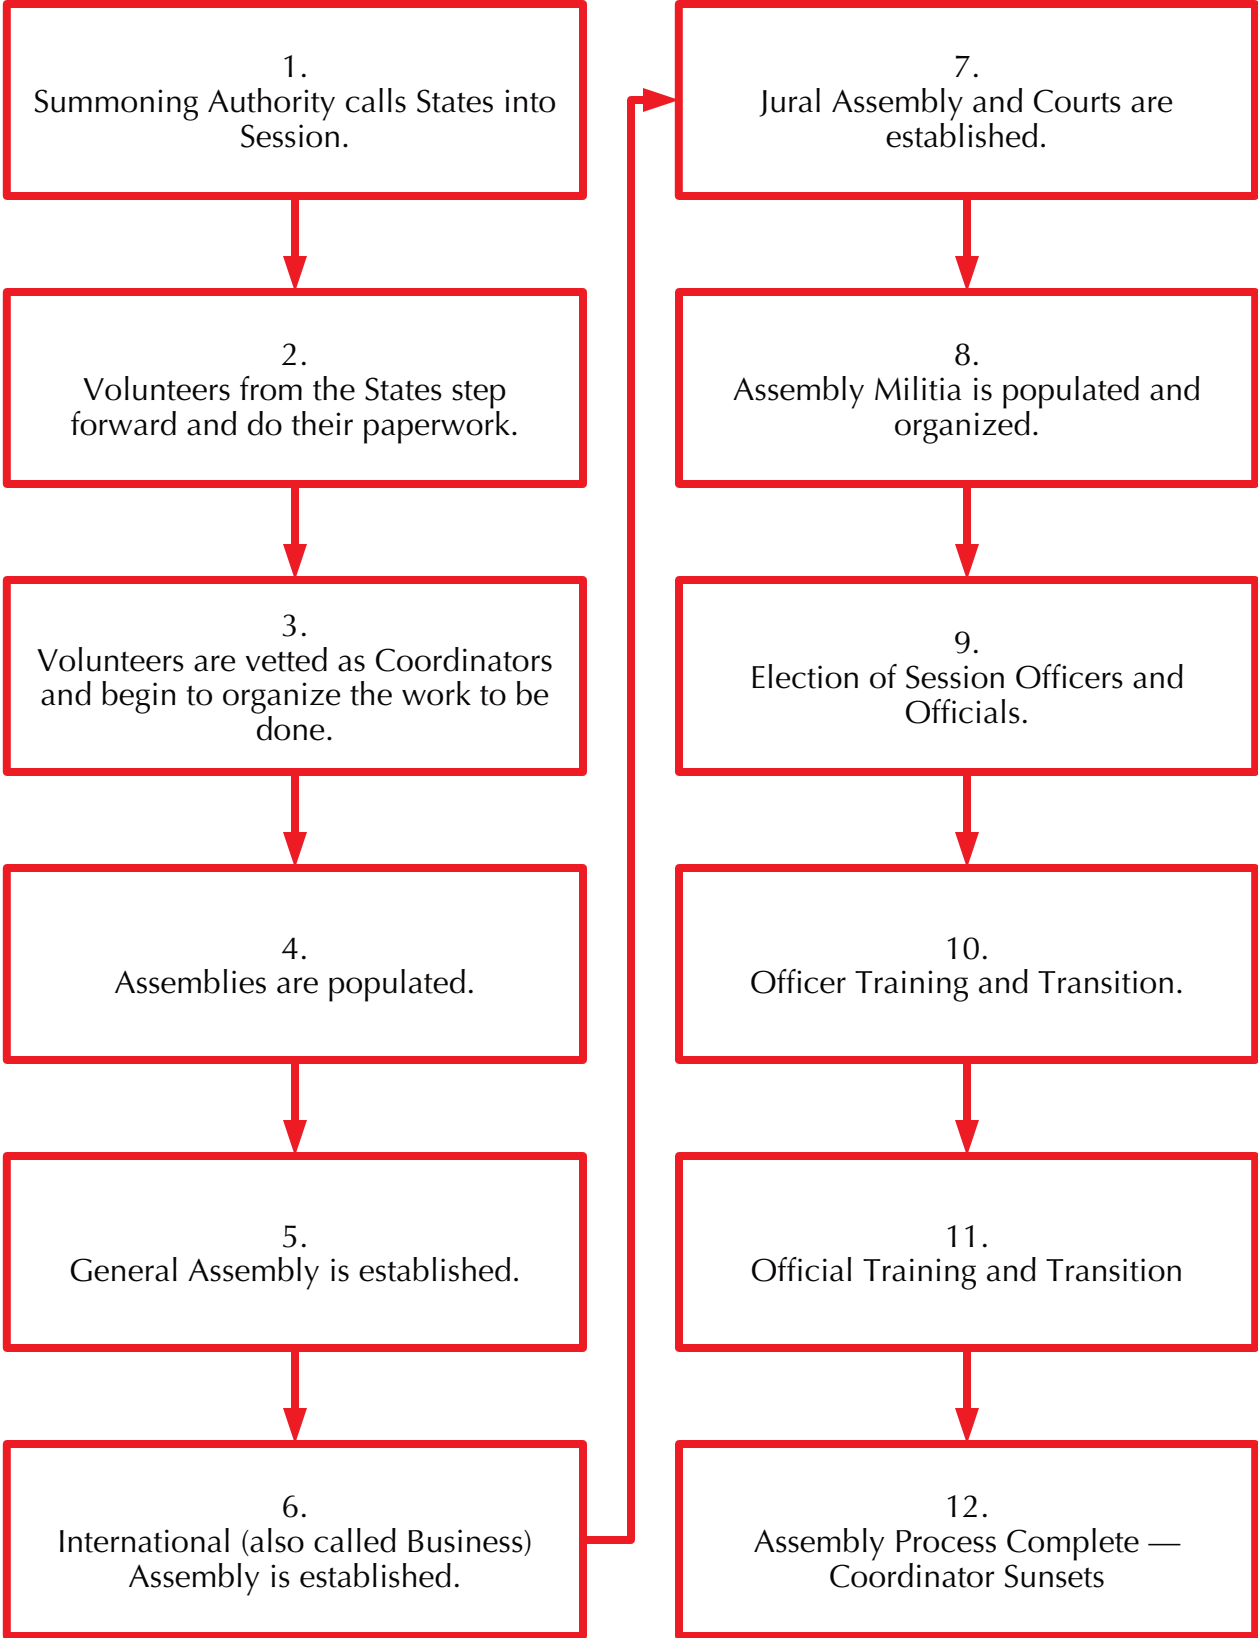 1.
Summoning Authority calls States into
Session.
2.
Volunteers from the States step
forward and do their paperwork.
3.
Volunteers are vetted as Coordinators
and begin to organize the work to be
done.
4.
Assemblies are populated.
5.
General Assembly is established.
6.
International (also called Business)
Assembly is established.
7.
Jural Assembly and Courts are
established.
8.
Assembly Militia is populated and
organized.
9.
Election of Session Officers and
Officials.
10.
Officer Training and Transition.
11.
Official Training and Transition
12.
Assembly Process Complete —
Coordinator Sunsets